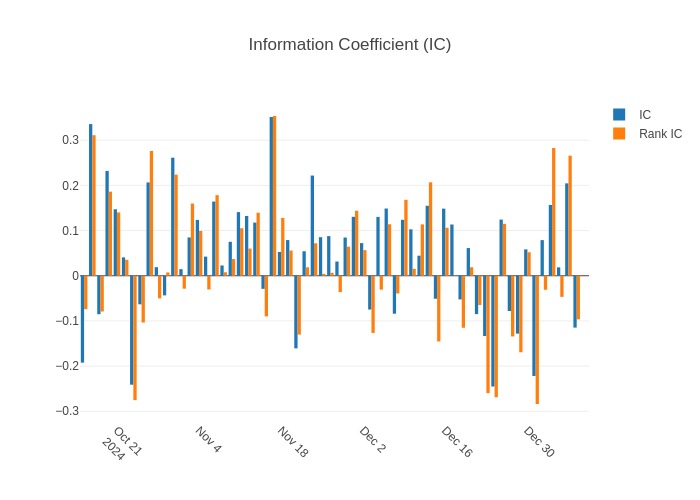 Information Coefficient (IC)
IC
Rank IC
0.3
0.2
0.1
0
−0.1
−0.2
−0.3
Oct 21
2024
Nov 4
Nov 18
Dec 2
Dec 16
Dec 30